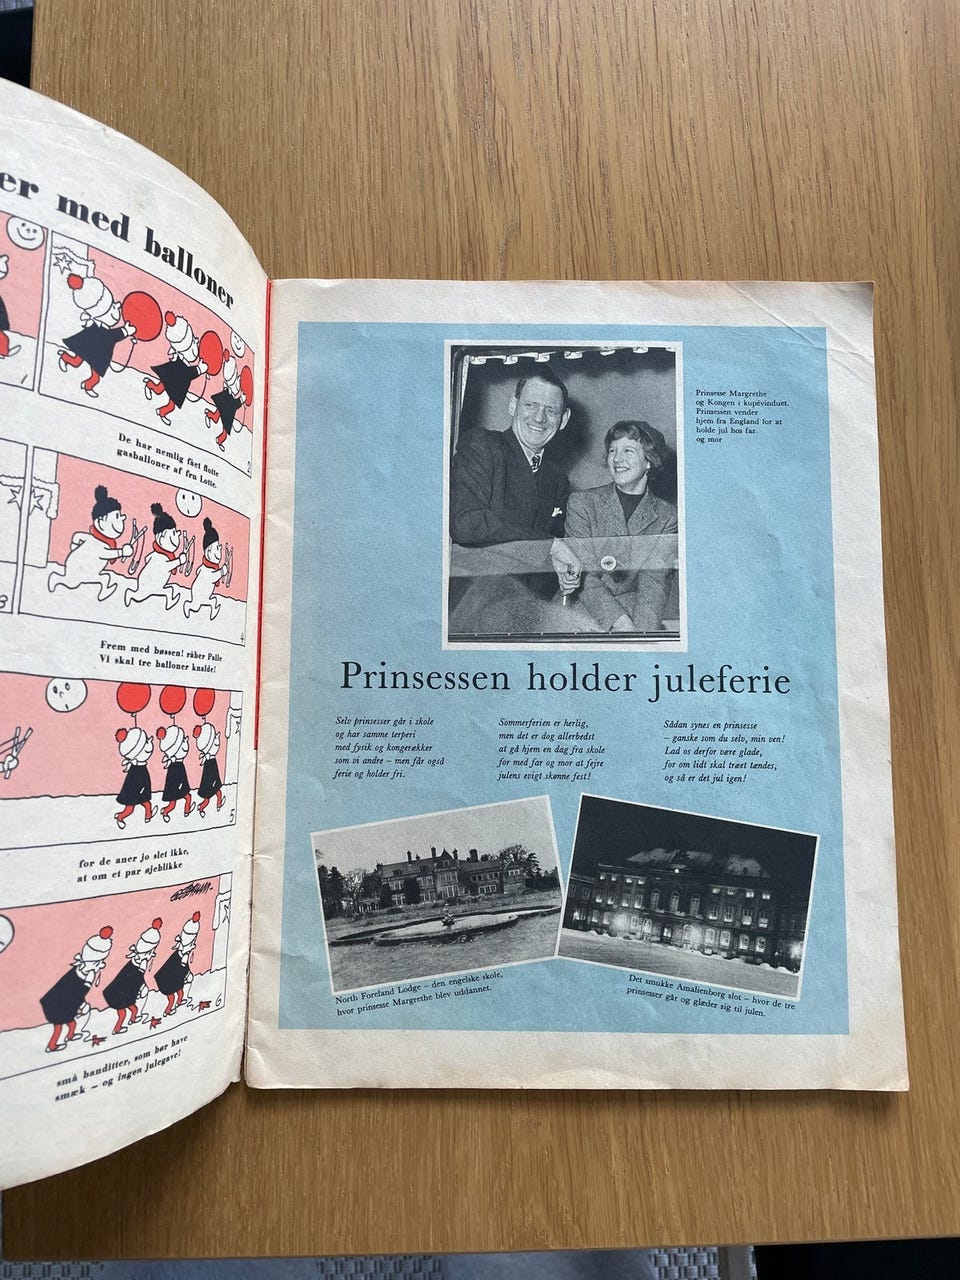 er med balloner
2
De har nemlig fået flotte
gasballoner af fru Lotte.
3
4
Frem med bøssen! råber Palle
Vi skal tre balloner knalde!
5
for de aner jo slet ikke,
at om et par øjeblikke
6
små banditter, som bør have
smæk – og ingen julegave!
Prinsesse Margrethe
og Kongen i kupévinduet.
Prinsessen vender
hjem fra England for at
holde jul hos far.
og mor
Prinsessen holder juleferie
Selv prinsesser går i skole
og har samme terperi
med fysik og kongerækker
som vi andre – men får også
ferie og holder fri.
Sommerferien er herlig,
men det er dog allerbedst
at gå hjem en dag fra skole
for med far og mor at fejre
julens evigt skønne fest!
Sådan synes en prinsesse
– ganske som du selv, min ven!
Lad os derfor være glade,
for om lidt skal træet tændes,
og så er det jul igen!
North Foreland Lodge – den engelske skole,
hvor prinsesse Margrethe blev uddannet.
Det smukke Amalienborg slot – hvor de tre
prinsesser går og glæder sig til julen.